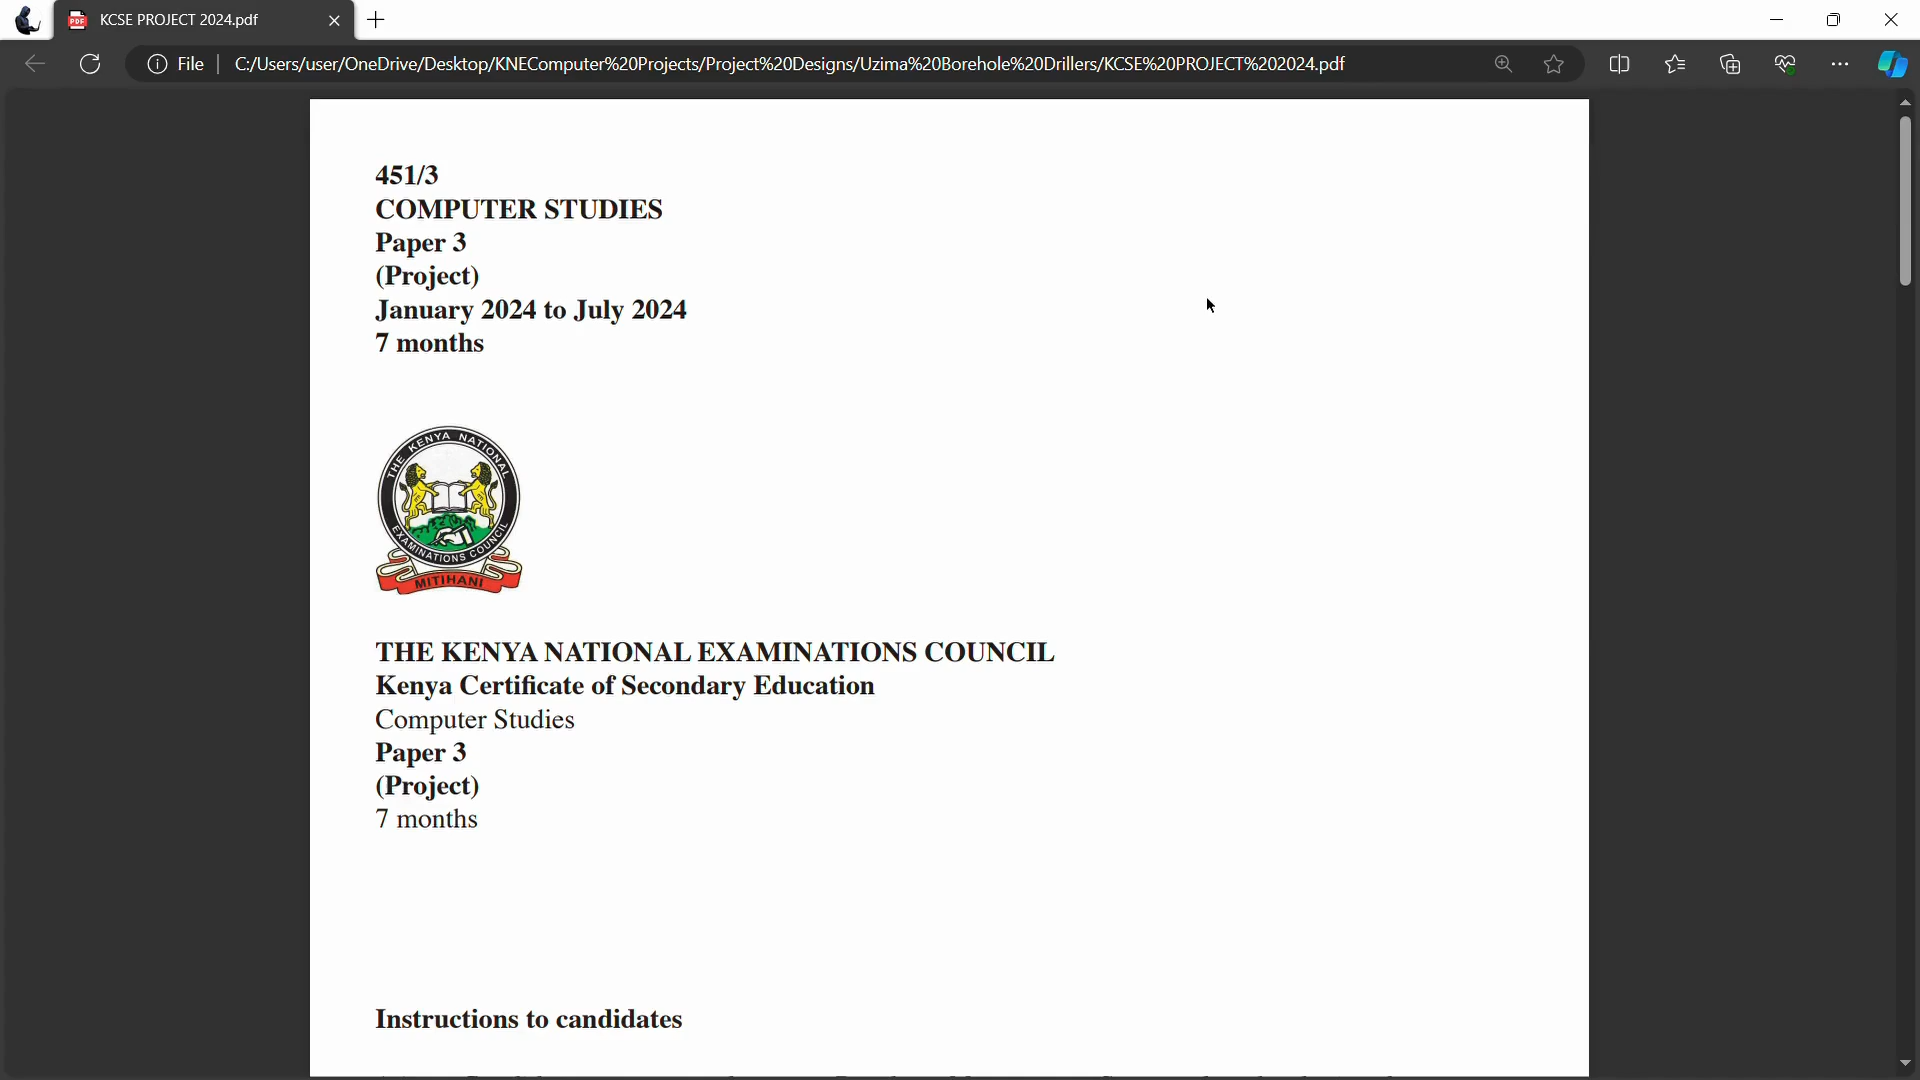 KCSE PROJECT 2024.pdf
File
C:/Users/user/OneDrive/Desktop/KNEComputer%20Projects/Project%20Designs/Uzima%20Borehole%20Drillers/KCSE%20PROJECT%202024.pdf
451/3
COMPUTER STUDIES
Paper 3
(Project)
January 2024 to July 2024
7 months
THE KENYA NATIONAL
EXAMINATIONS COUNCIL
MITIHANI
THE KENYA NATIONAL EXAMINATIONS COUNCIL
Kenya Certificate of Secondary Education
Computer Studies
Paper 3
(Project)
7 months
Instructions to candidates